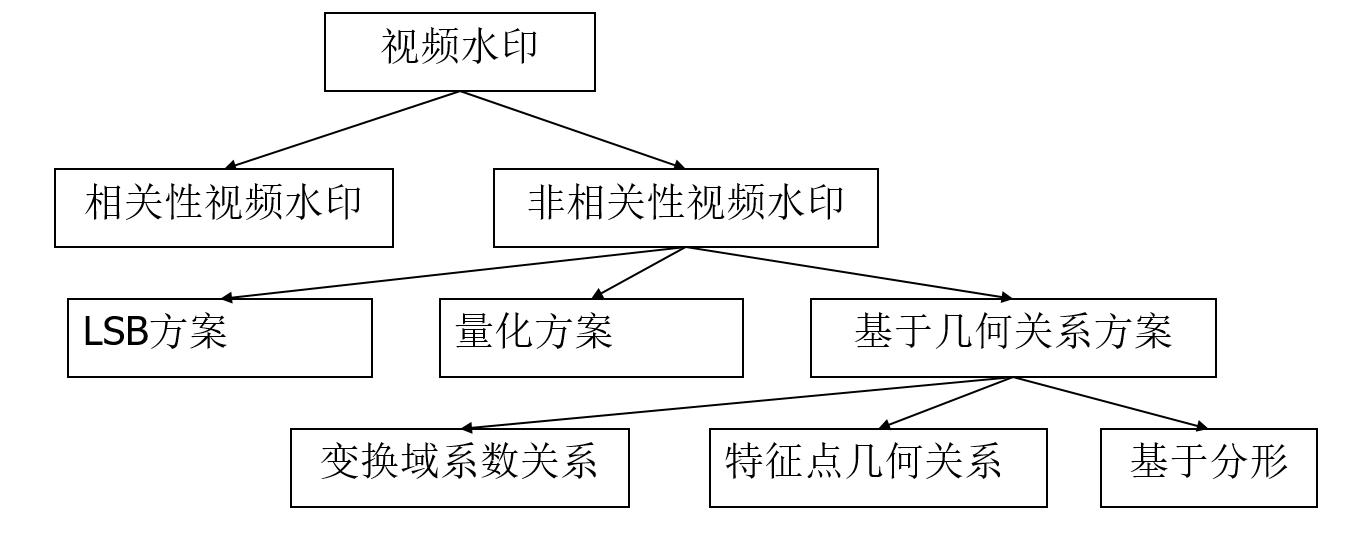 视频水印
相关性视频水印
非相关性视频水印
LSB方案
量化方案
基于几何关系方案
变换域系数关系
特征点几何关系
基于分形